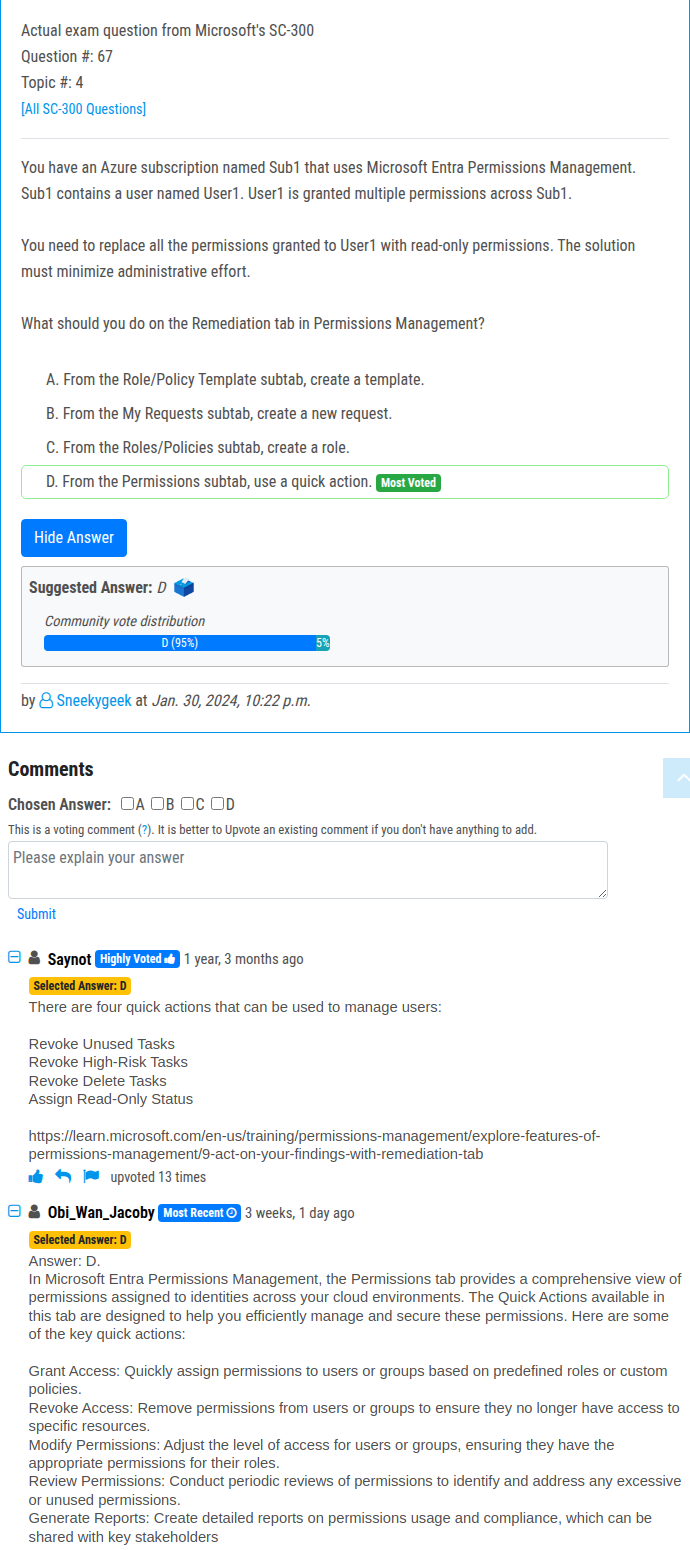 Actual exam question from Microsoft's SC-300
Question #: 67
Topic #: 4
[All SC-300 Questions]
You have an Azure subscription named Sub1 that uses Microsoft Entra Permissions Management.
Sub1 contains a user named User1. User1 is granted multiple permissions across Sub1.
You need to replace all the permissions granted to User1 with read-only permissions. The solution
must minimize administrative effort.
What should you do on the Remediation tab in Permissions Management?
A. From the Role/Policy Template subtab, create a template.
B. From the My Requests subtab, create a new request.
C. From the Roles/Policies subtab, create a role.
D. From the Permissions subtab, use a quick action. Most Voted
Hide Answer
Suggested Answer: D
Community vote distribution
D (95%) 5%
by Sneekygeek at Jan. 30, 2024, 10:22 p.m.
Comments
Chosen Answer: A B C D
This is a voting comment (?). It is better to Upvote an existing comment if you don't have anything to add.
Please explain your answer
Submit
Saynot Highly Voted 1 year, 3 months ago
Selected Answer: D
There are four quick actions that can be used to manage users:
Revoke Unused Tasks
Revoke High-Risk Tasks
Revoke Delete Tasks
Assign Read-Only Status
https://learn.microsoft.com/en-us/training/permissions-management/explore-features-of-
permissions-management/9-act-on-your-findings-with-remediation-tab
upvoted 13 times
Obi_Wan_Jacoby Most Recent 3 weeks, 1 day ago
Selected Answer: D
Answer: D.
In Microsoft Entra Permissions Management, the Permissions tab provides a comprehensive view of
permissions assigned to identities across your cloud environments. The Quick Actions available in
this tab are designed to help you efficiently manage and secure these permissions. Here are some
of the key quick actions:
Grant Access: Quickly assign permissions to users or groups based on predefined roles or custom
policies.
Revoke Access: Remove permissions from users or groups to ensure they no longer have access to
specific resources.
Modify Permissions: Adjust the level of access for users or groups, ensuring they have the
appropriate permissions for their roles.
Review Permissions: Conduct periodic reviews of permissions to identify and address any excessive
or unused permissions.
Generate Reports: Create detailed reports on permissions usage and compliance, which can be
shared with key stakeholders